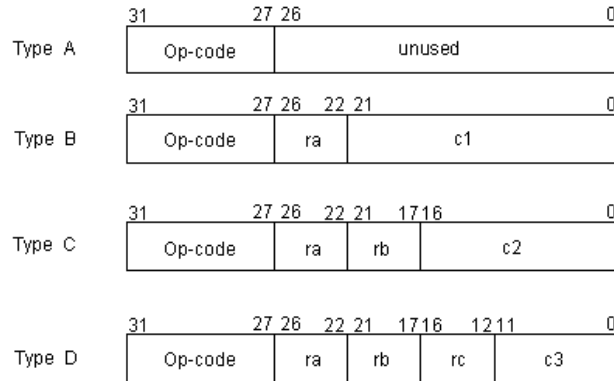 31 27 26 0
Type A Op-code unused
31 27 26 22 21 0
Type B Op-code ra c1
31 27 26 22 21 17 16 0
Type C Op-code ra rb c2
31 27 26 22 21 17 16 12 11 0
Type D Op-code ra rb rc c3